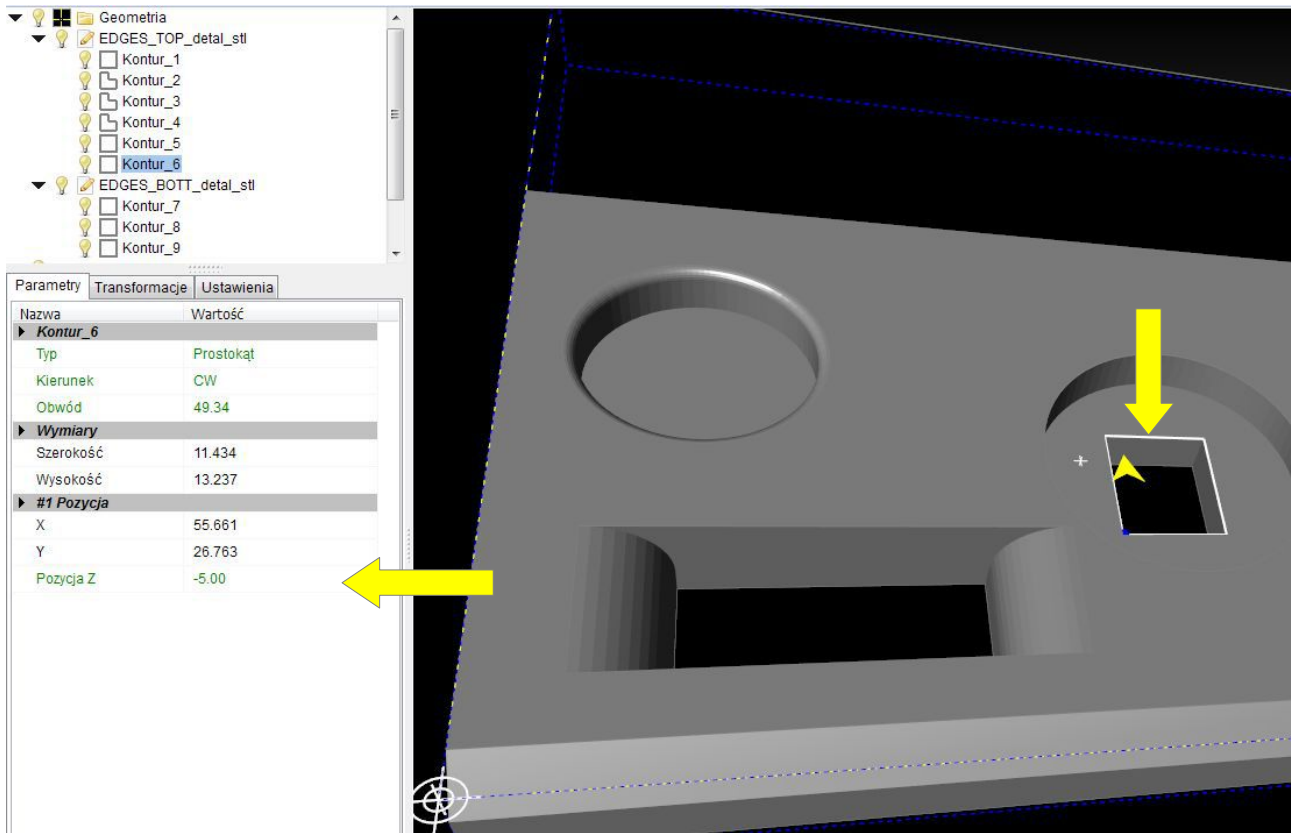 Geometria
EDGES_TOP_detal_stl
Kontur_1
Kontur_2
Kontur_3
Kontur_4
Kontur_5
Kontur_6
EDGES_BOTT_detal_stl
Kontur_7
Kontur_8
Kontur_9
Parametry Transformacje Ustawienia
Nazwa Wartość
Kontur_6
Typ Prostokąt
Kierunek CW
Obwód 49.34
Wymiary
Szerokość 11.434
Wysokość 13.237
#1 Pozycja
X 55.661
Y 26.763
Pozycja Z -5.00